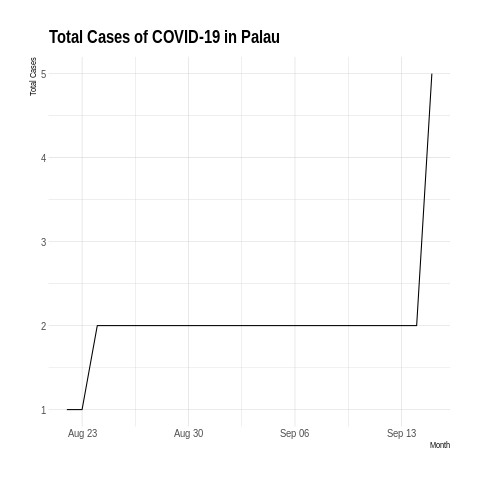 Total Cases of COVID-19 in Palau
Total Cases
5
4
3
2
1
Aug 23 Aug 30 Sep 06 Sep 13
Month